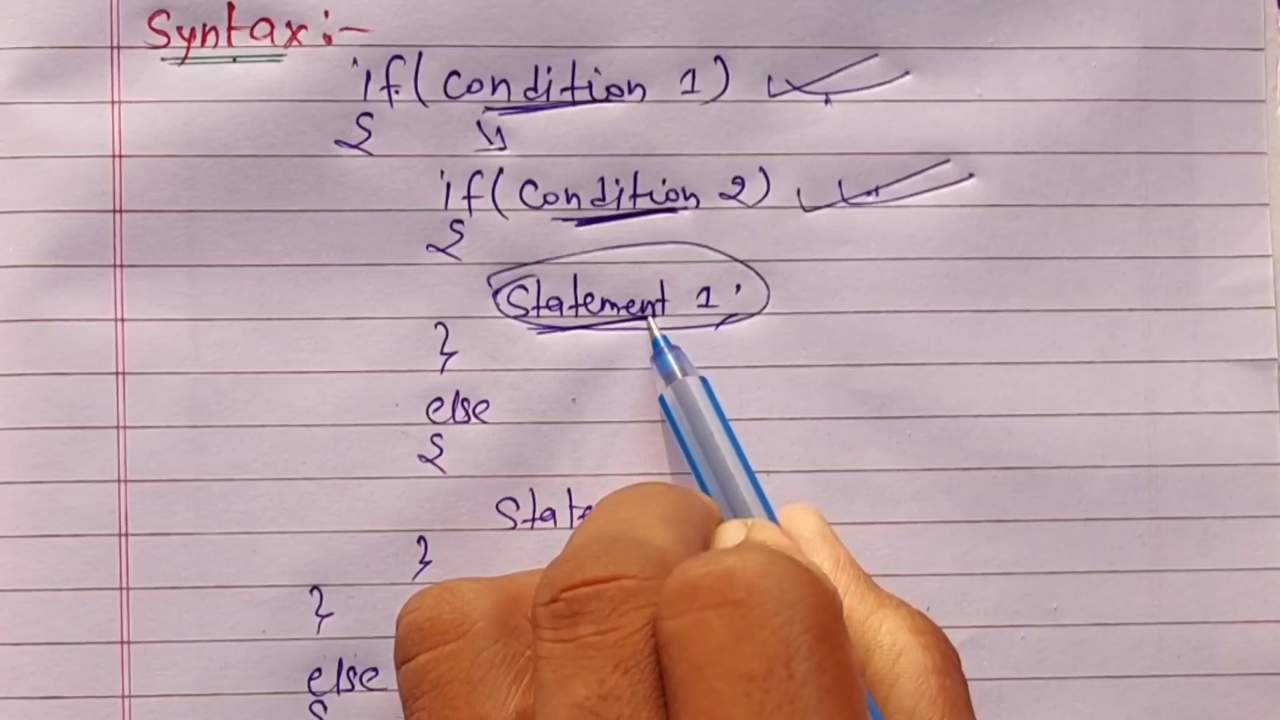 Syntax:-
if( Condition 1)
{
if( Condition 2)
{
Statement 1;
}
else
{
}
}
else
{